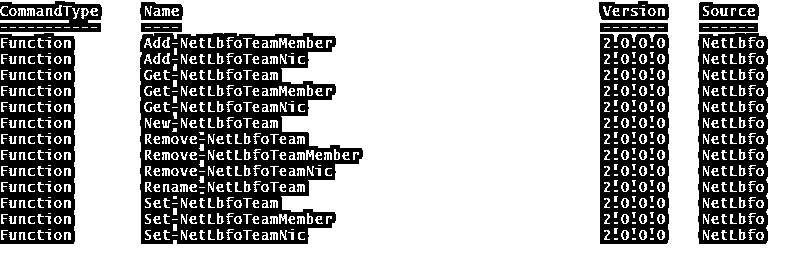 CommandType Name Version Source
----------- ---- ------- ------
Function Add-NetLbfoTeamMember 2.0.0.0 NetLbfo
Function Add-NetLbfoTeamNic 2.0.0.0 NetLbfo
Function Get-NetLbfoTeam 2.0.0.0 NetLbfo
Function Get-NetLbfoTeamMember 2.0.0.0 NetLbfo
Function Get-NetLbfoTeamNic 2.0.0.0 NetLbfo
Function New-NetLbfoTeam 2.0.0.0 NetLbfo
Function Remove-NetLbfoTeam 2.0.0.0 NetLbfo
Function Remove-NetLbfoTeamMember 2.0.0.0 NetLbfo
Function Remove-NetLbfoTeamNic 2.0.0.0 NetLbfo
Function Rename-NetLbfoTeam 2.0.0.0 NetLbfo
Function Set-NetLbfoTeam 2.0.0.0 NetLbfo
Function Set-NetLbfoTeamMember 2.0.0.0 NetLbfo
Function Set-NetLbfoTeamNic 2.0.0.0 NetLbfo